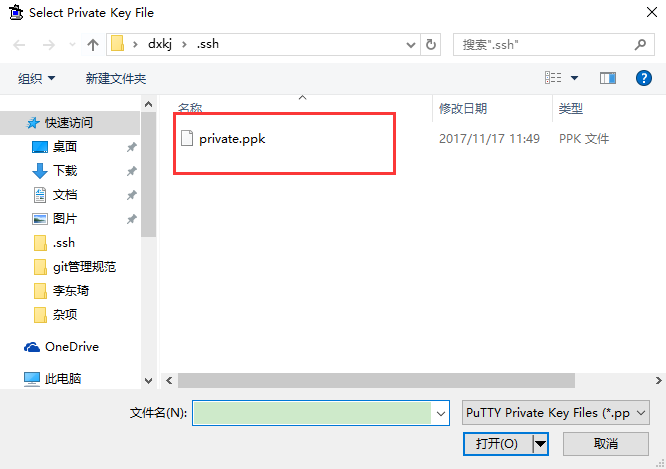 Select Private Key File
dxkj
.ssh
搜索".ssh"
组织
新建文件夹
快速访问
桌面
下载
文档
图片
.ssh
git管理规范
李东琦
杂项
OneDrive
此电脑
名称
修改日期
类型
private.ppk
2017/11/17 11:49
PPK 文件
文件名(N):
PuTTY Private Key Files (*.pp
打开(O)
取消